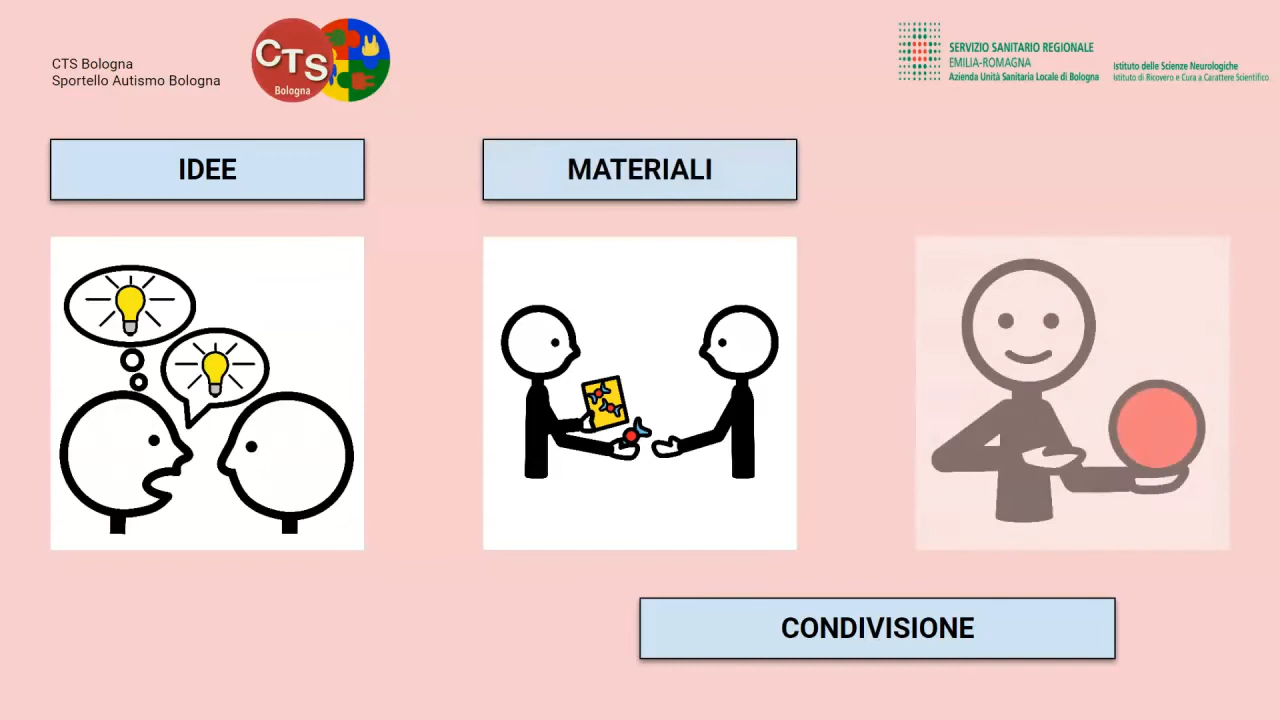 CTS Bologna
Sportello Autismo Bologna
CTS
Bologna
SERVIZIO SANITARIO REGIONALE
EMILIA-ROMAGNA
Azienda Unità Sanitaria Locale di Bologna
Istituto delle Scienze Neurologiche
Istituto di Ricovero e Cura a Carattere Scientifico
IDEE
MATERIALI
CONDIVISIONE